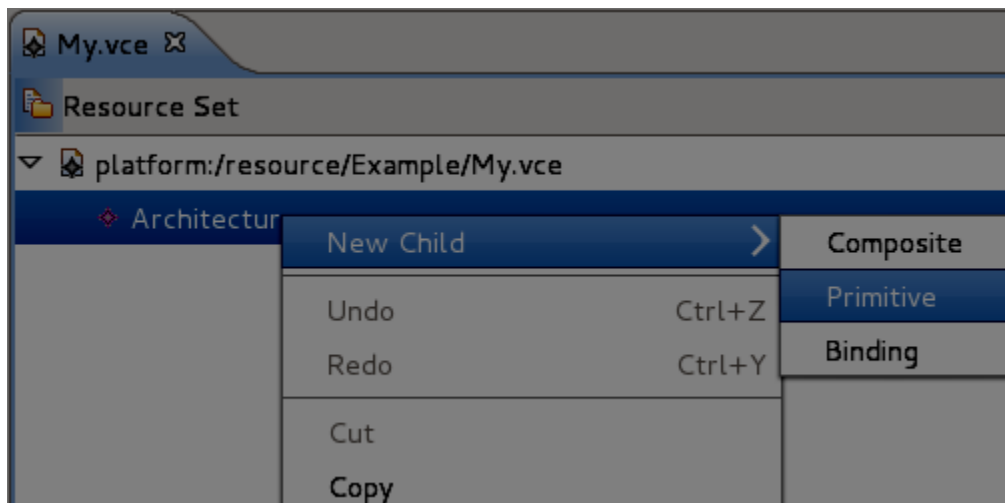 My.vce
Resource Set
platform:/resource/Example/My.vce
Architectur
New Child
Composite
Primitive
Binding
Undo Ctrl+Z
Redo Ctrl+Y
Cut
Copy